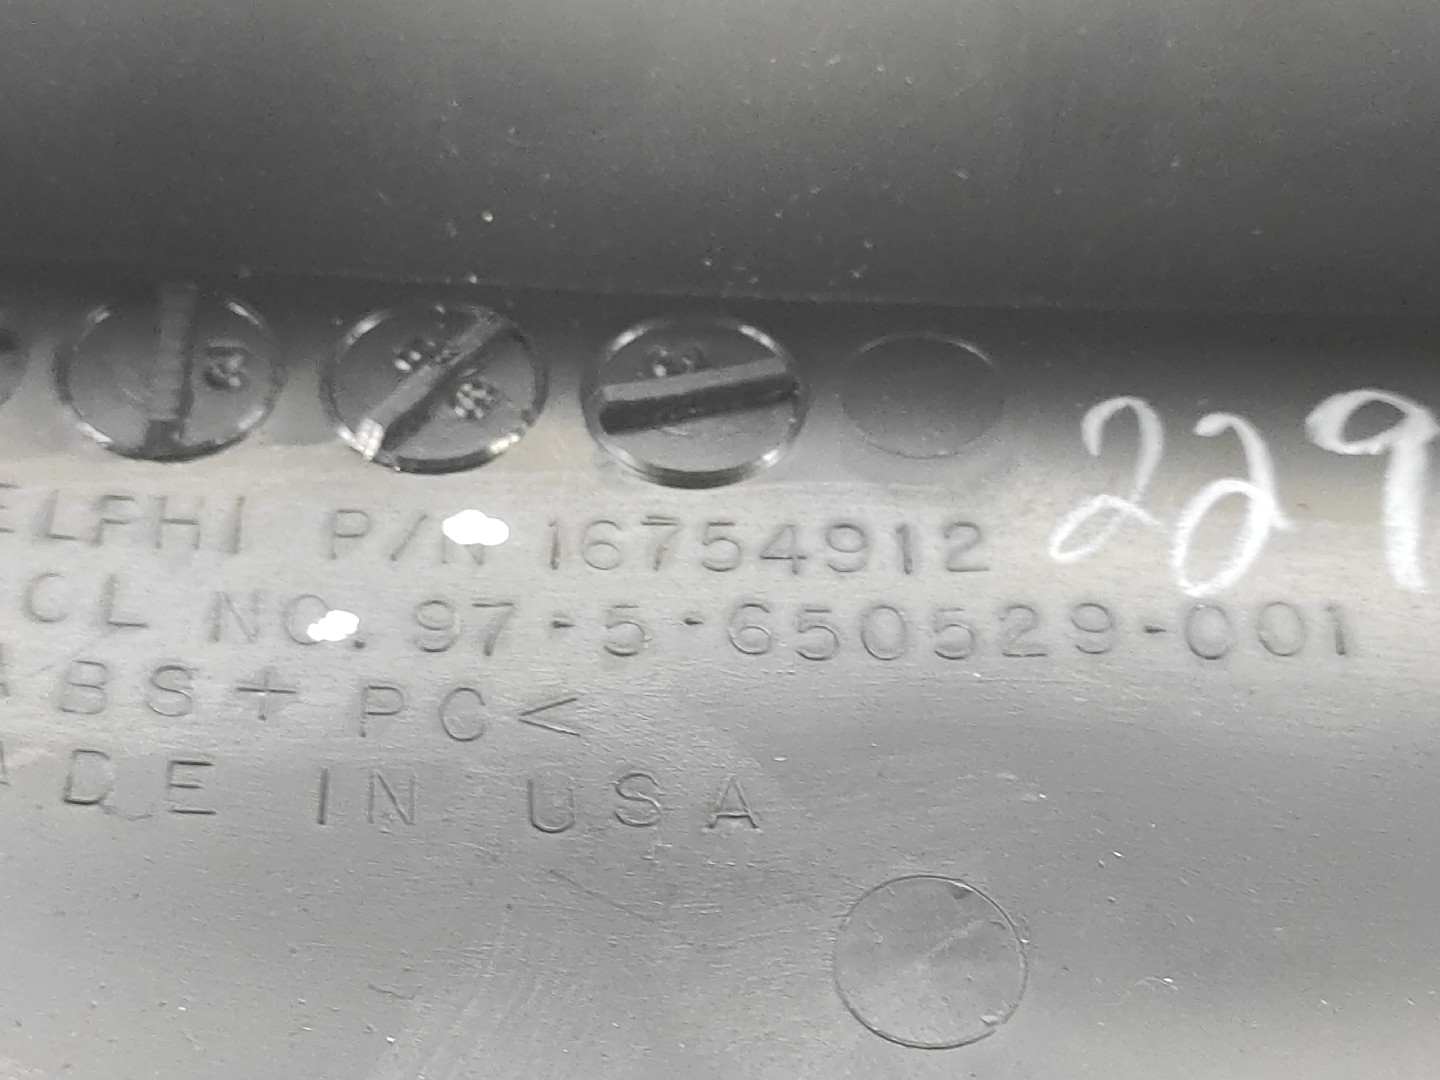 ELPHI P/N 16754912
CL NO. 97-5-650529-001
ABS+PC<
ADE IN USA
229